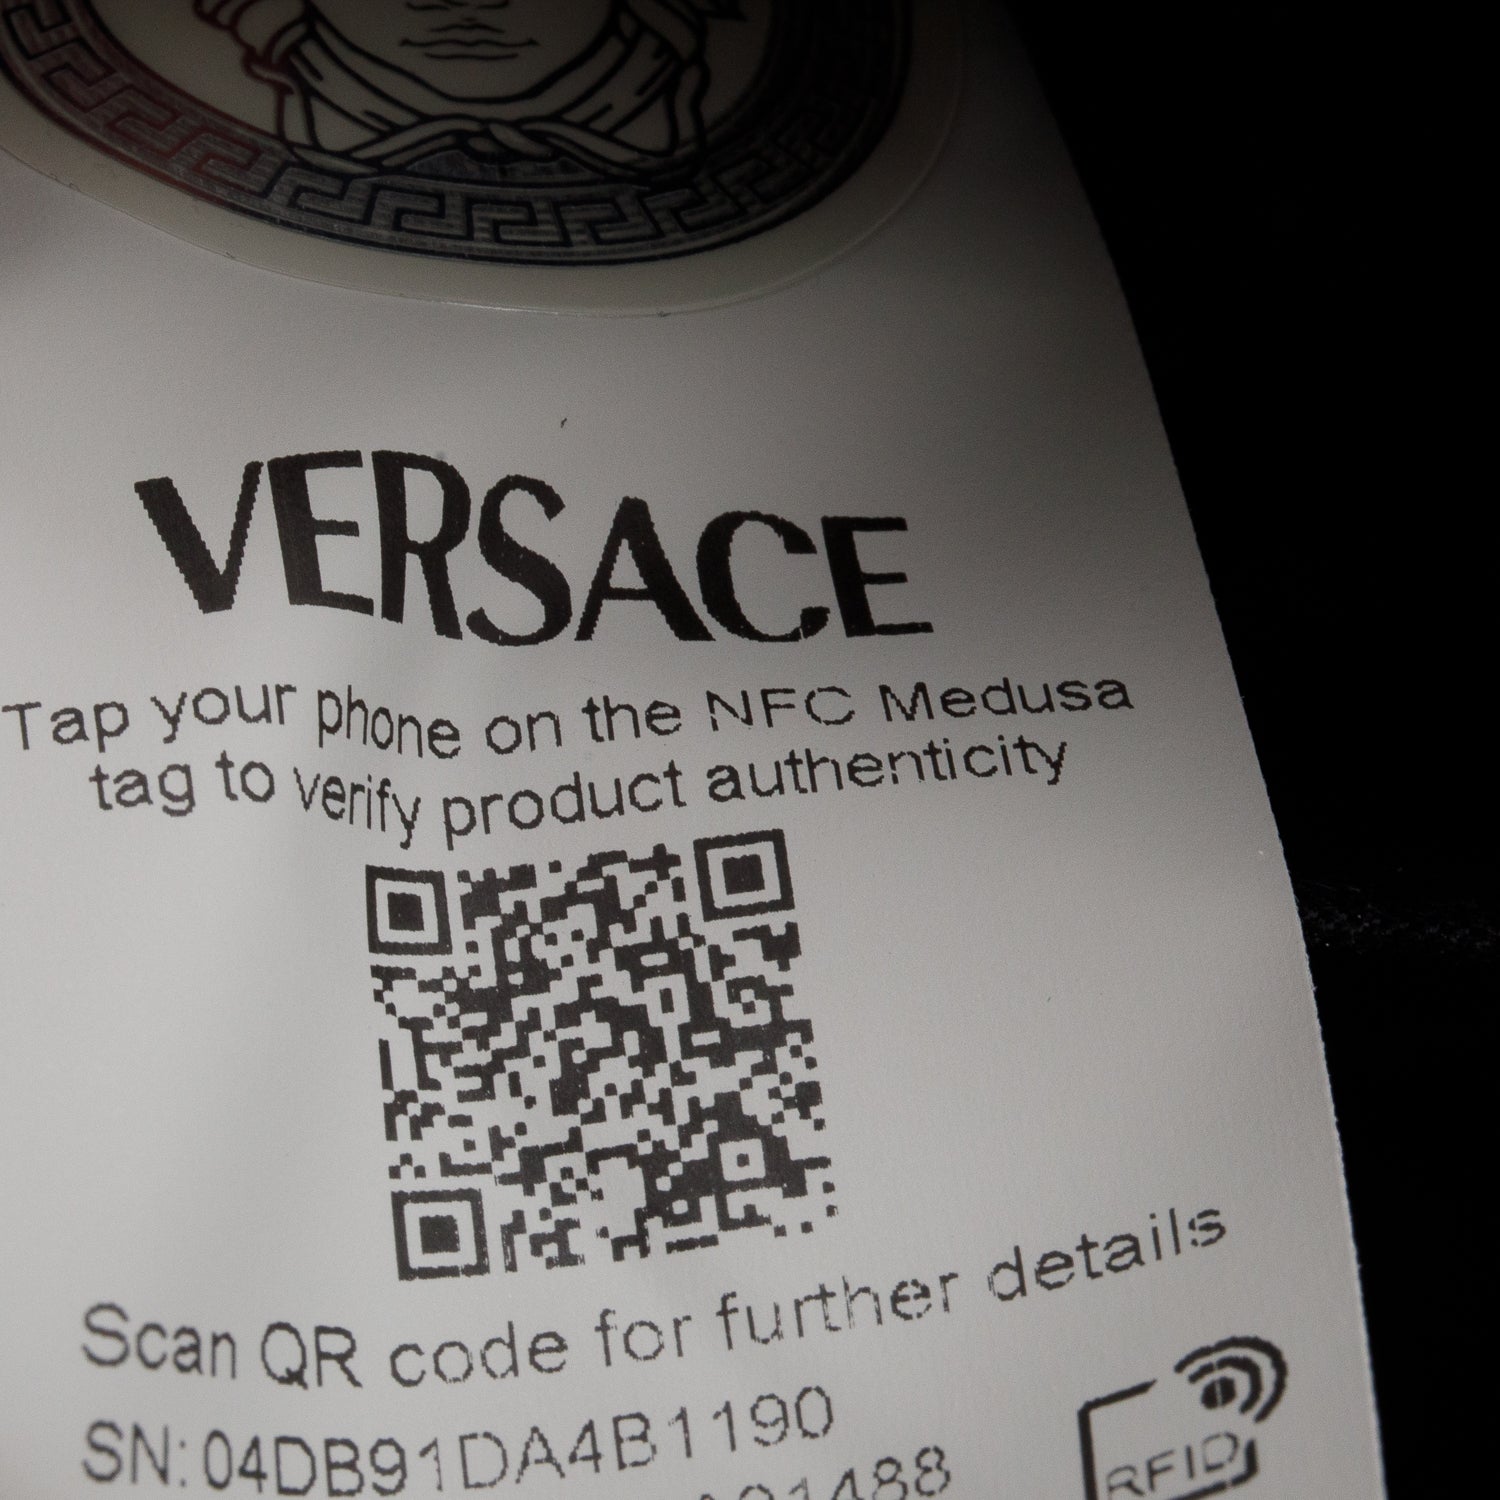 VERSACE
Tap your phone on the NFC Medusa
tag to verify product authenticity
Scan QR code for further details
SN:04DB91DA4B1190
RFID